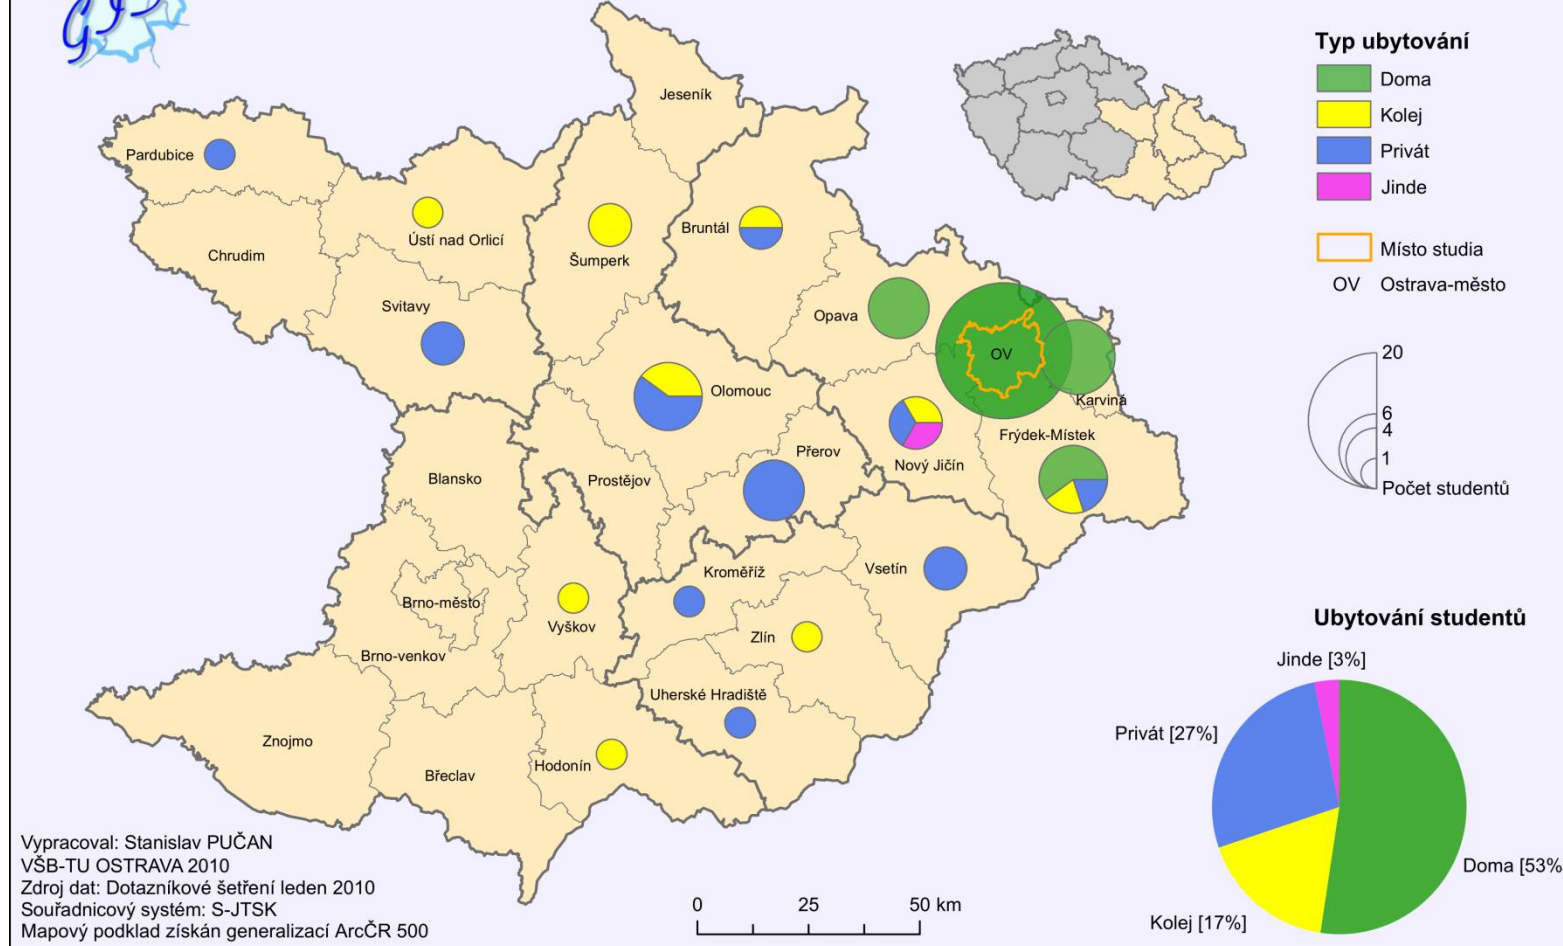 GIS
Jeseník
Pardubice
Chrudim
Ústí nad Orlicí
Šumperk
Bruntál
Svitavy
Opava
OV
Karviná
Olomouc
Frýdek-Místek
Přerov
Nový Jičín
Prostějov
Blansko
Kroměříž
Vsetín
Brno-město
Vyškov
Zlín
Brno-venkov
Uherské Hradiště
Znojmo
Břeclav
Hodonín
Typ ubytování
Doma
Kolej
Privát
Jinde
Místo studia
OV Ostrava-město
20
6
4
1
Počet studentů
Ubytování studentů
Jinde [3%]
Privát [27%]
Doma [53%
Kolej [17%]
Vypracoval: Stanislav PUČAN
VŠB-TU OSTRAVA 2010
Zdroj dat: Dotazníkové šetření leden 2010
Souřadnicový systém: S-JTSK
Mapový podklad získán generalizací ArcČR 500
0 25 50 km